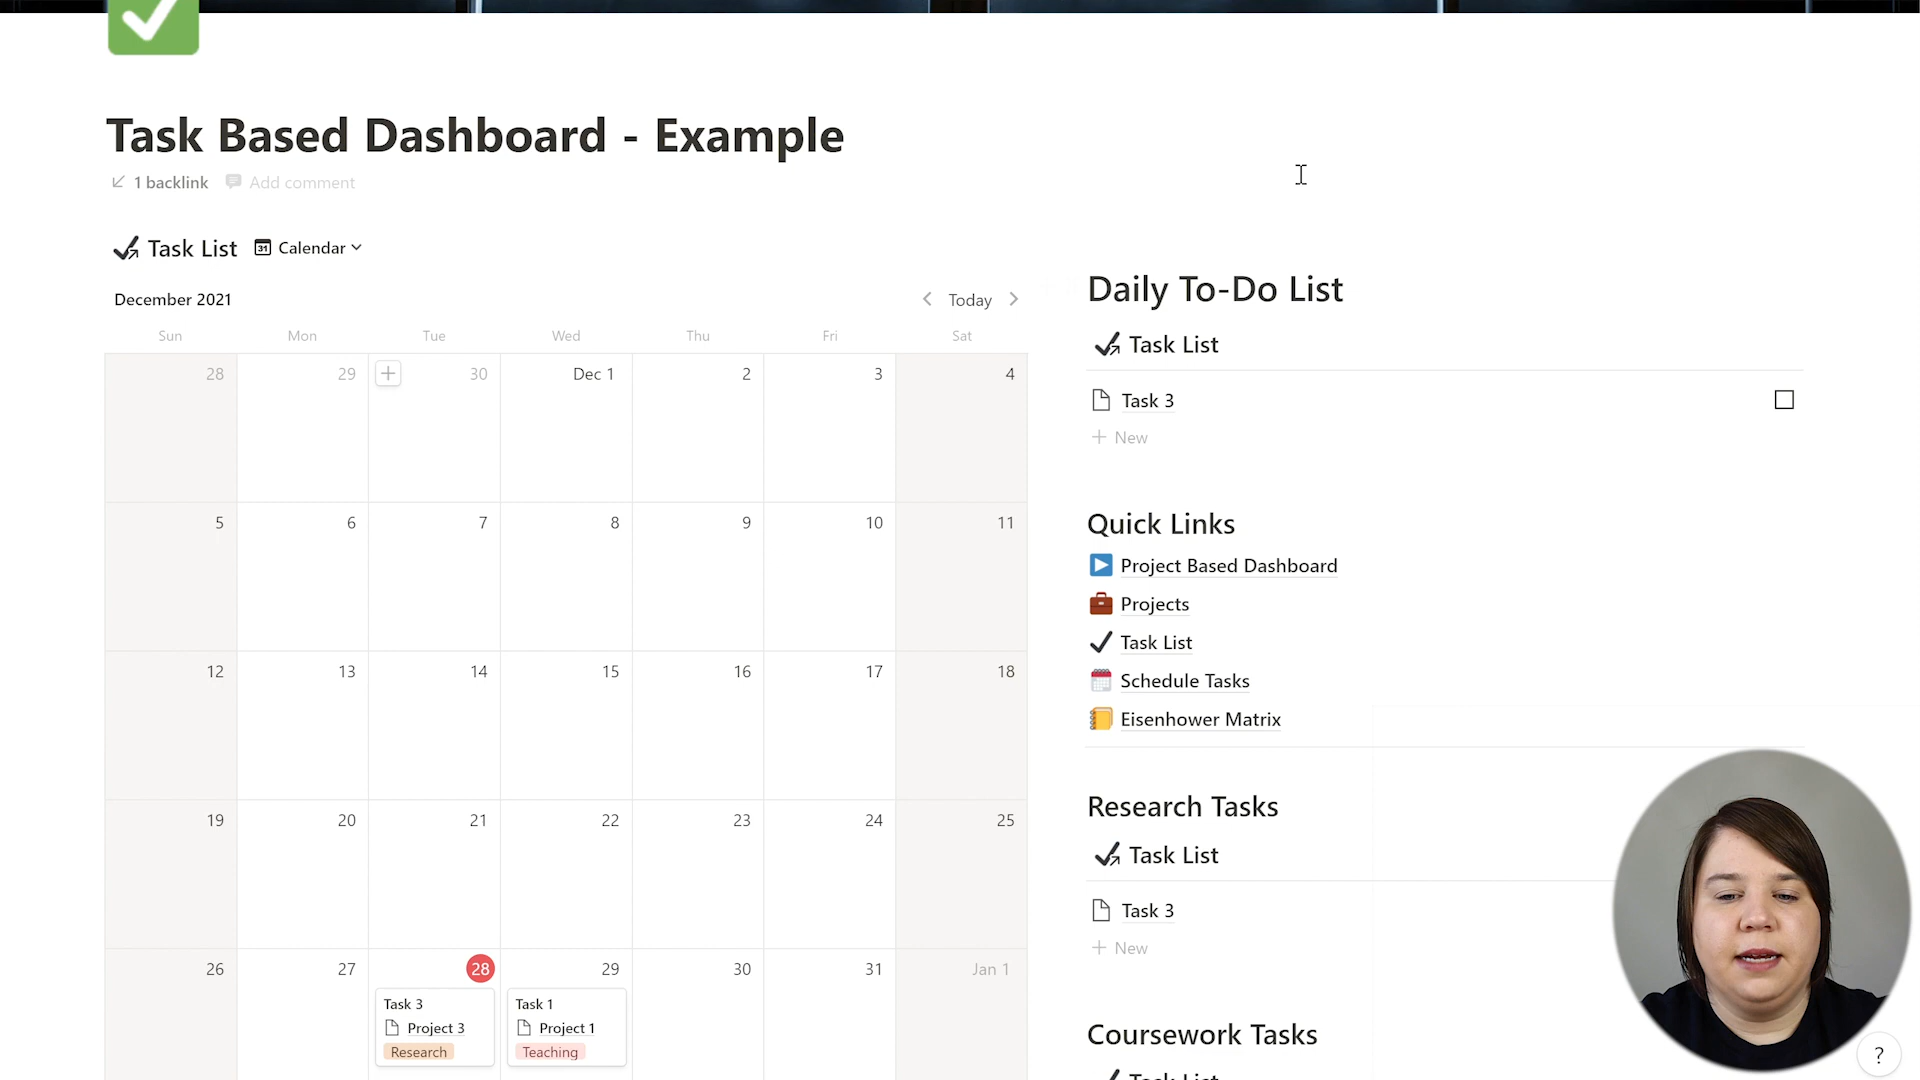 Task Based Dashboard - Example
1 backlink Add comment
Task List Calendar
December 2021 Today
Sun Mon Tue Wed Thu Fri Sat
28 29 30 Dec 1 2 3 4
5 6 7 8 9 10 11
12 13 14 15 16 17 18
19 20 21 22 23 24 25
26 27 28 29 30 31 Jan 1
Task 3 Task 1
Project 3 Project 1
Research Teaching
Daily To-Do List
Task List
Task 3
+ New
Quick Links
Project Based Dashboard
Projects
Task List
Schedule Tasks
Eisenhower Matrix
Research Tasks
Task List
Task 3
+ New
Coursework Tasks
Task List
?